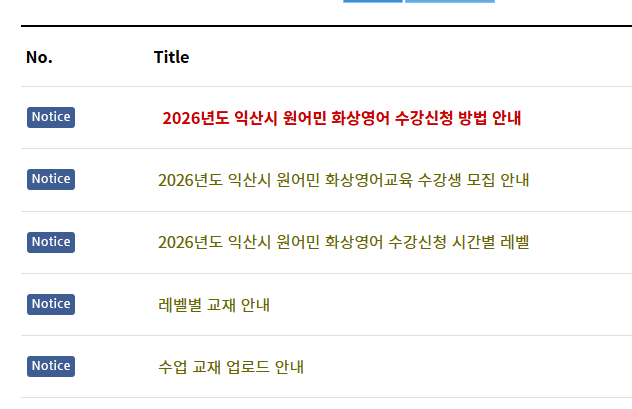 No. Title
Notice 2026년도 익산시 원어민 화상영어 수강신청 방법 안내
Notice 2026년도 익산시 원어민 화상영어교육 수강생 모집 안내
Notice 2026년도 익산시 원어민 화상영어 수강신청 시간별 레벨
Notice 레벨별 교재 안내
Notice 수업 교재 업로드 안내